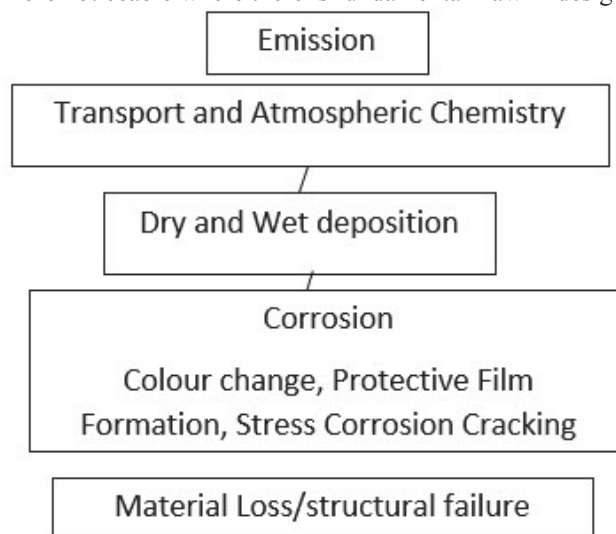 Emission
Transport and Atmospheric Chemistry
Dry and Wet deposition
Corrosion
Colour change, Protective Film
Formation, Stress Corrosion Cracking
Material Loss/structural failure